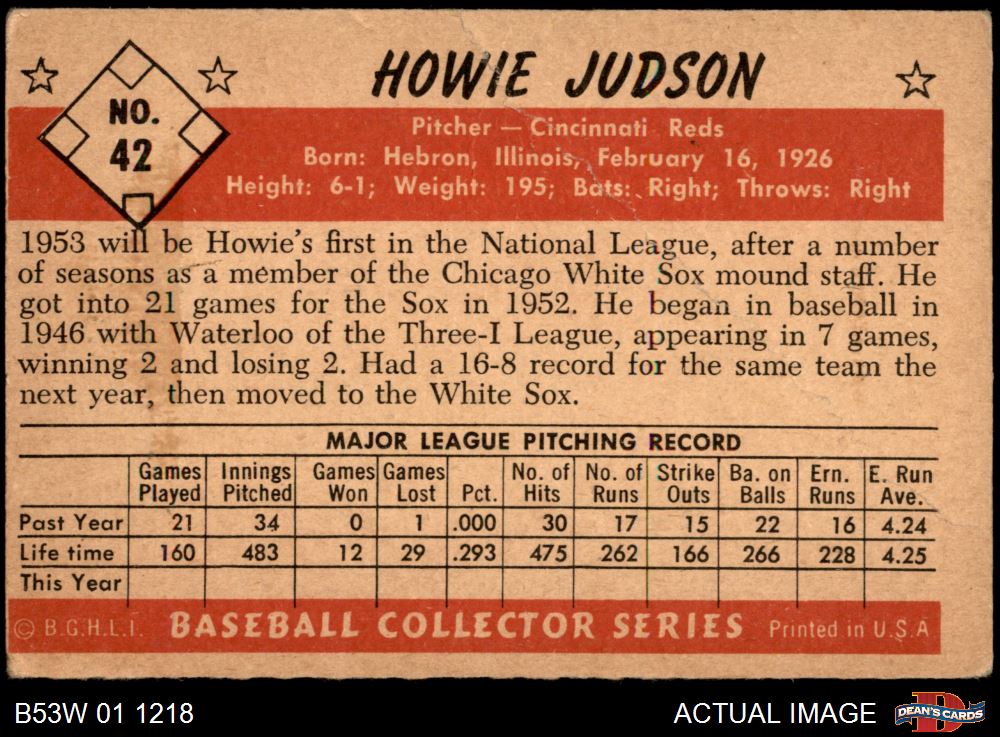 HOWIE JUDSON
NO.
42
Pitcher — Cincinnati Reds
Born: Hebron, Illinois, February 16, 1926
Height: 6-1; Weight: 195; Bats: Right; Throws: Right
1953 will be Howie's first in the National League, after a number
of seasons as a member of the Chicago White Sox mound staff. He
got into 21 games for the Sox in 1952. He began in baseball in
1946 with Waterloo of the Three-I League, appearing in 7 games,
winning 2 and losing 2. Had a 16-8 record for the same team the
next year, then moved to the White Sox.
MAJOR LEAGUE PITCHING RECORD
Games Innings Games Games No. of No. of Strike Ba. on Ern. E. Run
Played Pitched Won Lost Pct. Hits Runs Outs Balls Runs Ave.
Past Year 21 34 0 1 .000 30 17 15 22 16 4.24
Life time 160 483 12 29 .293 475 262 166 266 228 4.25
This Year
© B.G.H.L.I. BASEBALL COLLECTOR SERIES Printed in U.S.A
B53W 01 1218 ACTUAL IMAGE DEAN'S CARDS